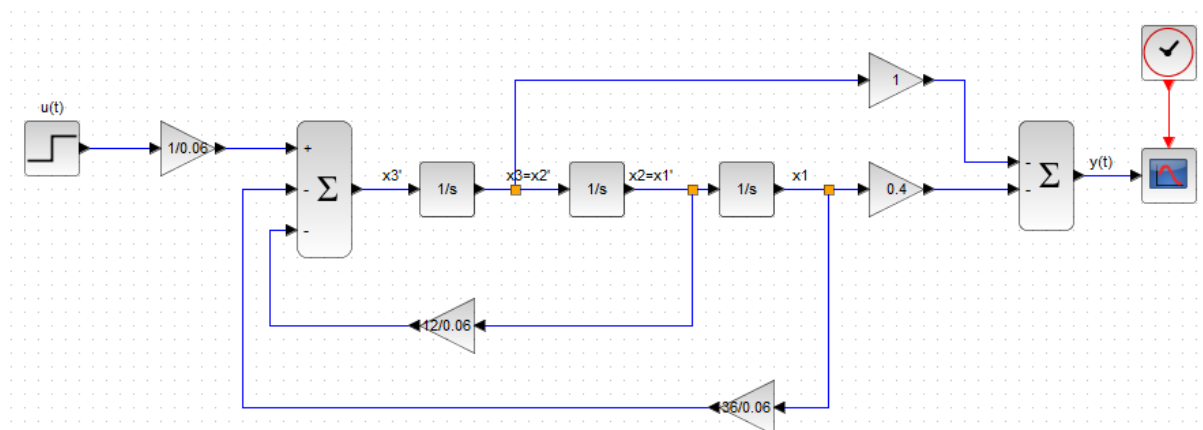 u(t)
1/0.06
+
-
-
Σ
x3'
1/s
x3=x2'
1/s
x2=x1'
1/s
x1
1
0.4
-
-
Σ
y(t)
12/0.06
36/0.06